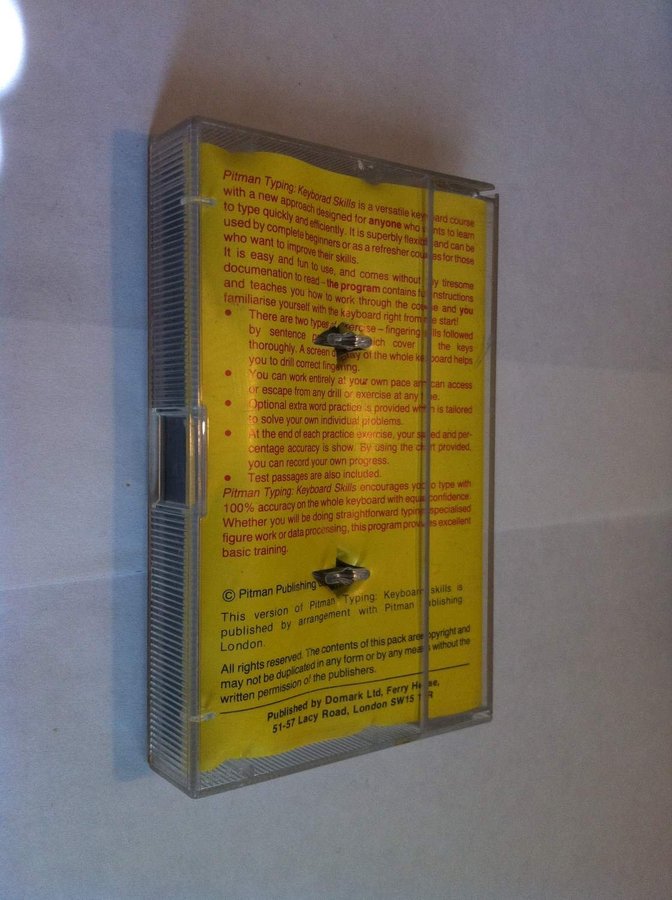 Pitman Typing: Keyborad Skills is a versatile keyboard course
with a new approach designed for anyone who wants to learn
to type quickly and efficiently. It is superbly flexible and can be
used by complete beginners or as a refresher courses for those
who want to improve their skills.
It is easy and fun to use, and comes without any tiresome
documenation to read – the program contains full instructions
and teaches you how to work through the course and you
familiarise yourself with the keyboard right from the start!
• There are two types exercise – fingering drills followed
by sentence each cover the keys
thoroughly. A screen display of the whole keyboard helps
you to drill correct fingering.
• You can work entirely at your own pace and can access
or escape from any drill or exercise at any time.
• Optional extra word practice is provided which is tailored
to solve your own individual problems.
• At the end of each practice exercise, your speed and per-
centage accuracy is show. By using the chart provided,
you can record your own progress.
• Test passages are also included.
Pitman Typing: Keyboard Skills encourages you to type with
100% accuracy on the whole keyboard with equal confidence.
Whether you will be doing straightforward typing, specialised
figure work or data processing, this program provides excellent
basic training.
© Pitman Publishing
This version of Pitman Typing: Keyboard Skills is
published by arrangement with Pitman Publishing
London.
All rights reserved. The contents of this pack are copyright and
may not be duplicated in any form or by any means without the
written permission of the publishers.
Published by Domark Ltd, Ferry House,
51-57 Lacy Road, London SW15